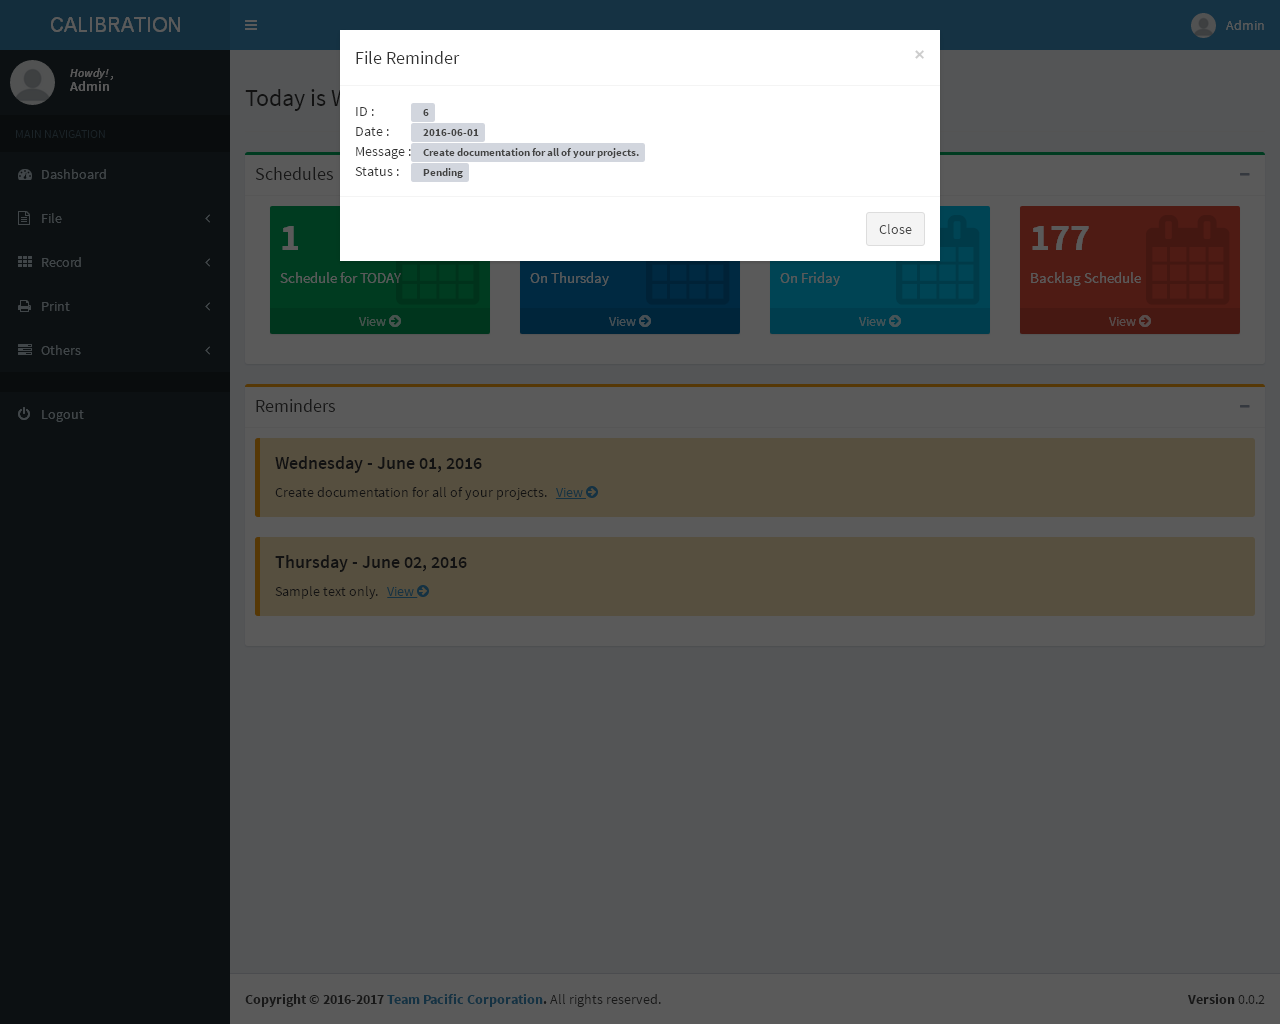 CALIBRATION
Admin
Howdy! ,
Admin
MAIN NAVIGATION
Dashboard
File
Record
Print
Others
Logout
File Reminder
×
ID : 6
Date : 2016-06-01
Message : Create documentation for all of your projects.
Status : Pending
Close
Today is
Schedules
1
Schedule for TODAY
View
On Thursday
View
On Friday
View
177
Backlag Schedule
View
Reminders
Wednesday - June 01, 2016
Create documentation for all of your projects. View
Thursday - June 02, 2016
Sample text only. View
Copyright © 2016-2017 Team Pacific Corporation. All rights reserved.
Version 0.0.2